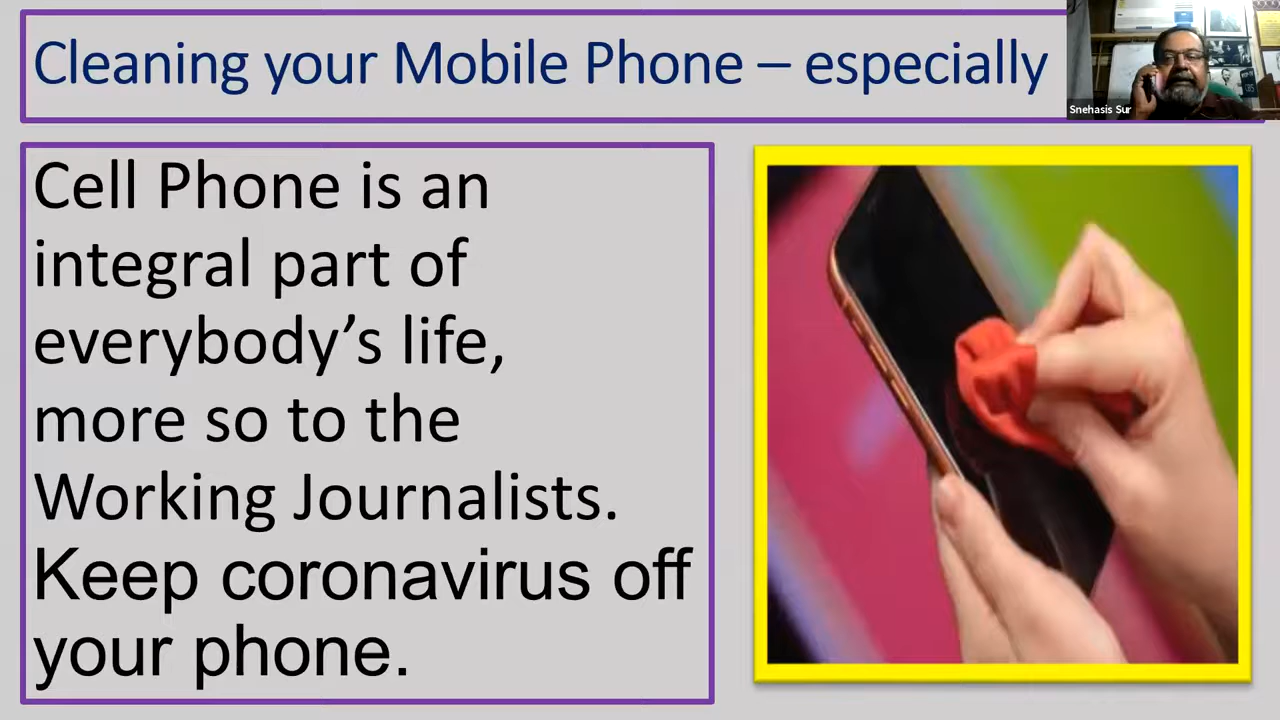 Cleaning your Mobile Phone – especially
Snehasis Sur
Cell Phone is an
integral part of
everybody’s life,
more so to the
Working Journalists.
Keep coronavirus off
your phone.